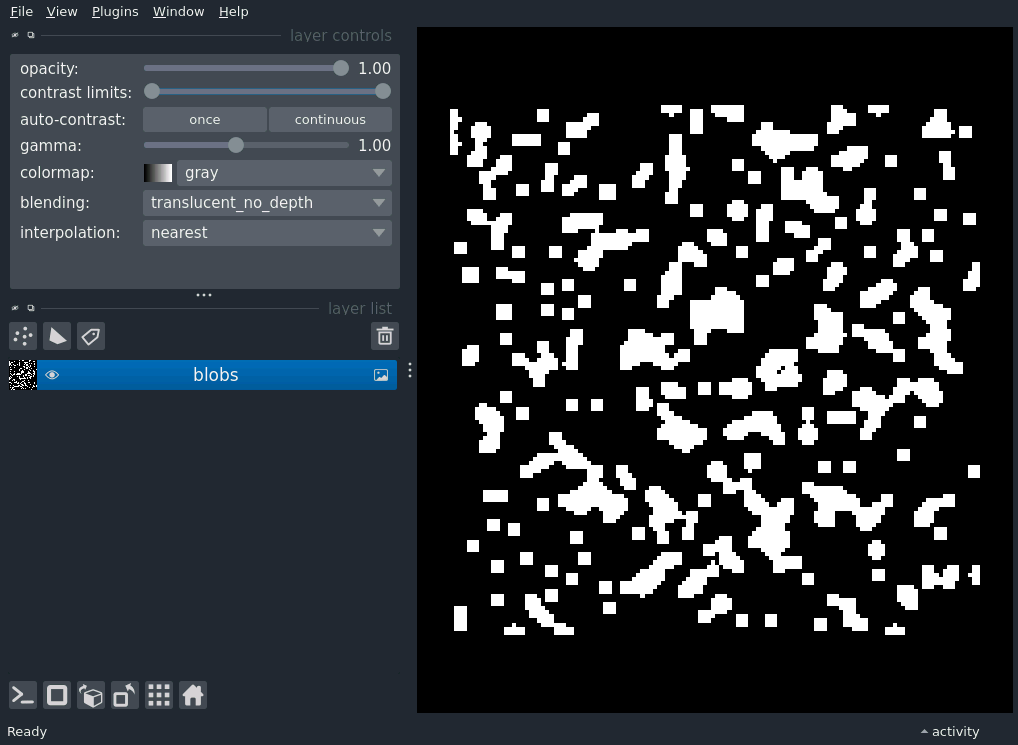 File View Plugins Window Help
layer controls
opacity: 1.00
contrast limits:
auto-contrast: once continuous
gamma: 1.00
colormap: gray
blending: translucent_no_depth
interpolation: nearest
layer list
blobs
Ready
activity